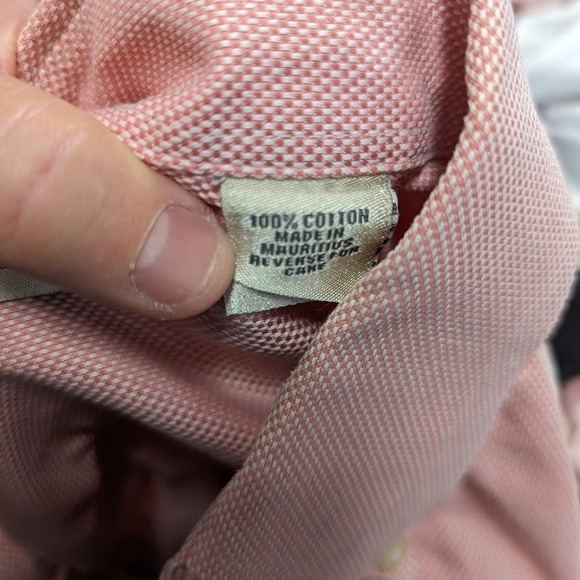 100% COTTON
MADE IN
MAURITIUS
REVERSE FOR
CARE